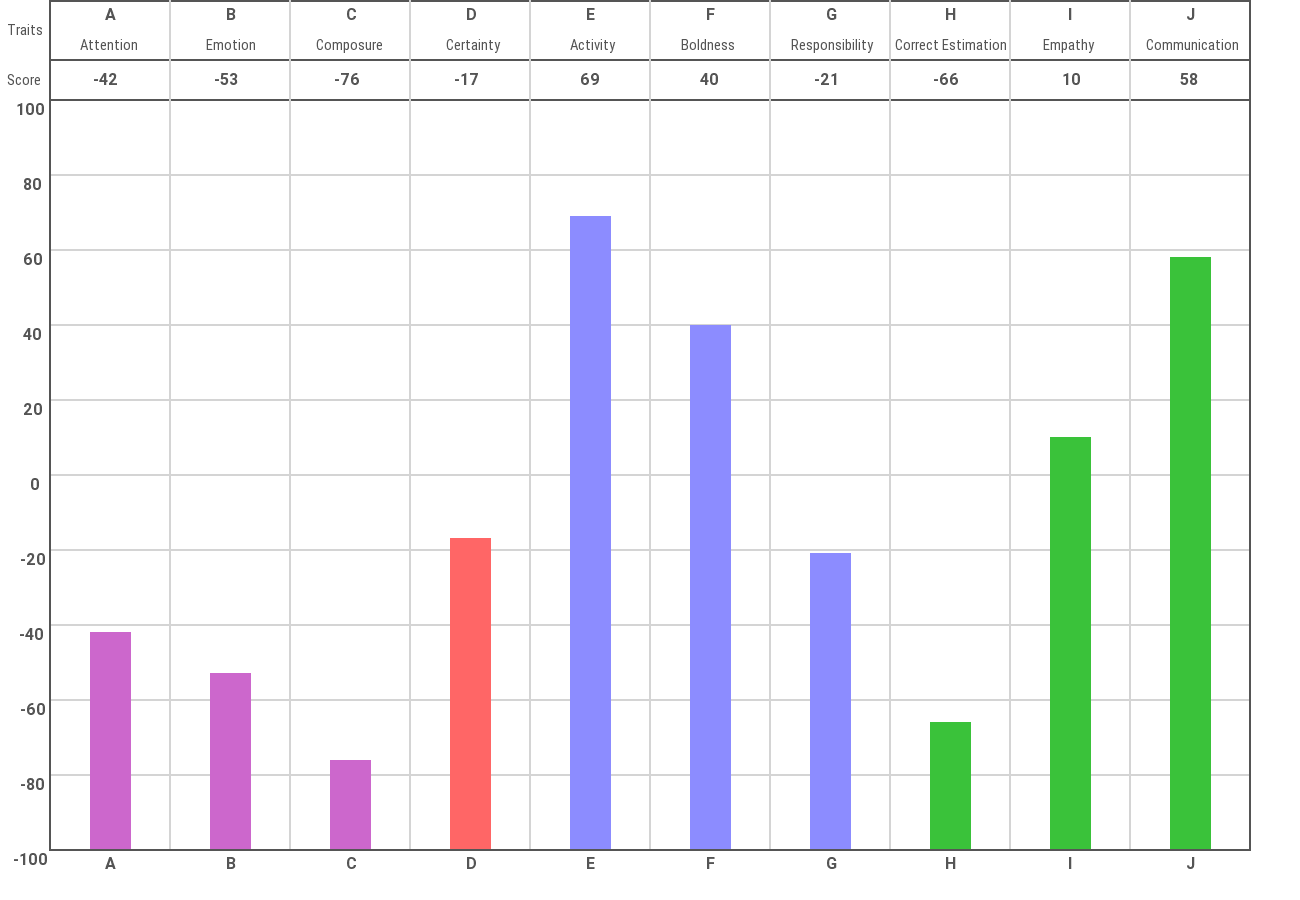 A B C D E F G H I J
Traits
Attention Emotion Composure Certainty Activity Boldness Responsibility Correct Estimation Empathy Communication
Score -42 -53 -76 -17 69 40 -21 -66 10 58
100
80
60
40
20
0
-20
-40
-60
-80
-100
A B C D E F G H I J